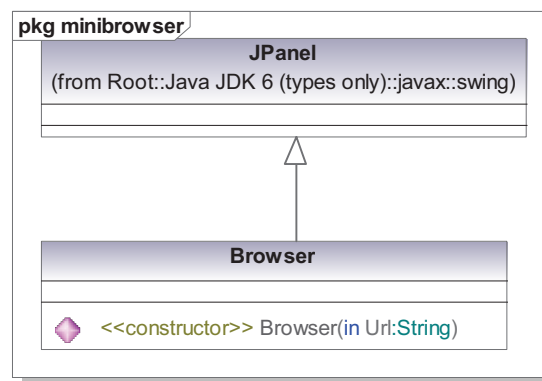 pkg minibrowser
JPanel
(from Root::Java JDK 6 (types only)::javax::swing)
Browser
<<constructor>> Browser(in Url:String)